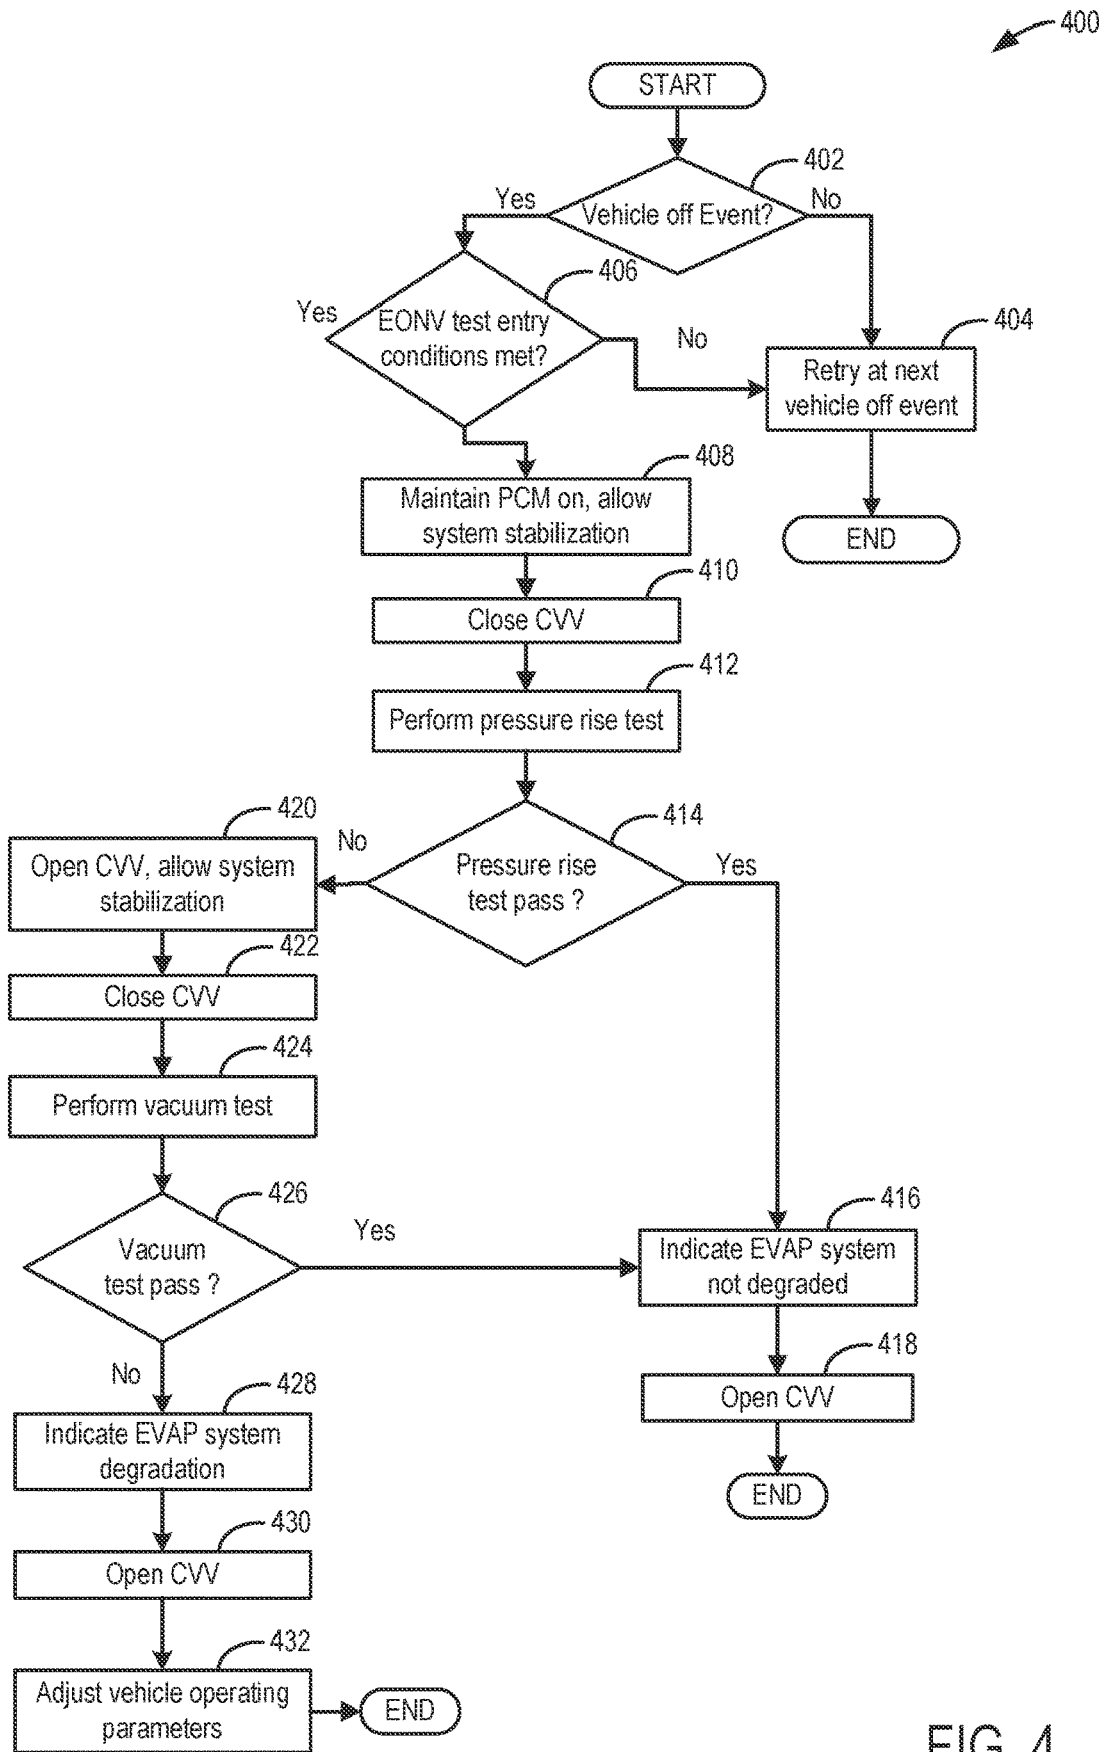 400
START
402
Yes
Vehicle off Event?
No
406
Yes
EONV test entry
conditions met?
No
404
Retry at next
vehicle off event
408
Maintain PCM on, allow
system stabilization
END
410
Close CVV
412
Perform pressure rise test
420
414
No
Open CVV, allow system
stabilization
Pressure rise
test pass ?
Yes
422
Close CVV
424
Perform vacuum test
426
416
Yes
Vacuum
test pass ?
Indicate EVAP system
not degraded
No
418
428
Open CVV
Indicate EVAP system
degradation
END
430
Open CVV
432
Adjust vehicle operating
parameters
END
FIG. 4